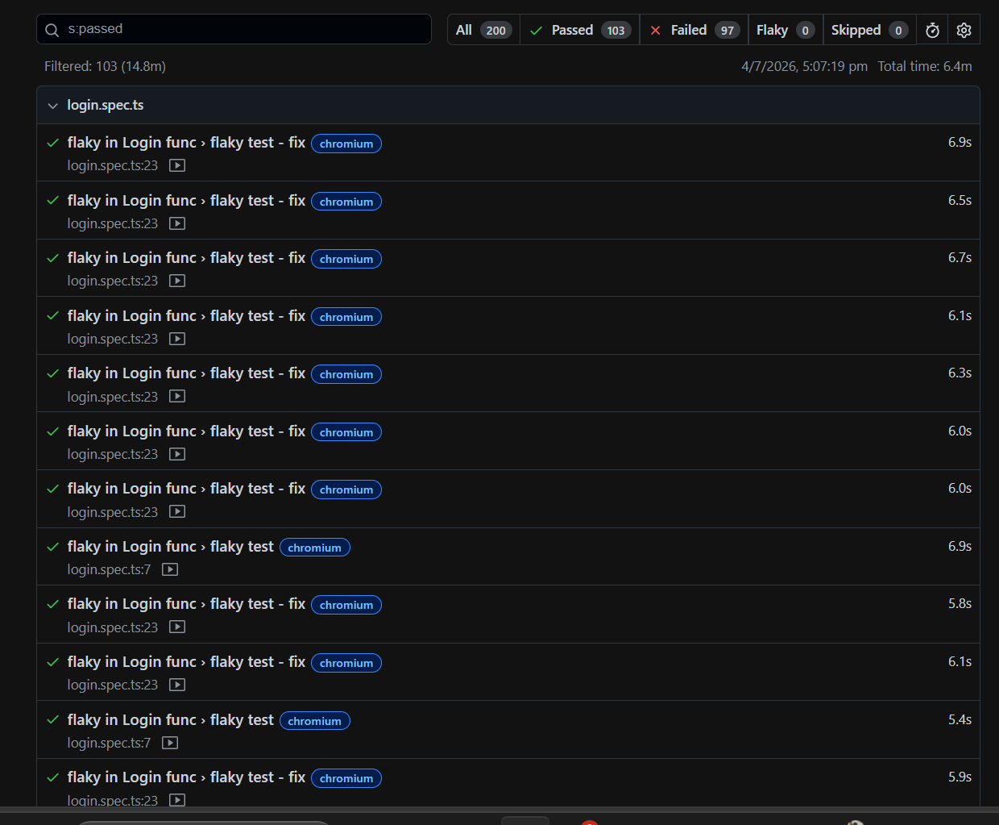 s:passed
All 200 Passed 103 Failed 97 Flaky 0 Skipped 0
Filtered: 103 (14.8m) 4/7/2026, 5:07:19 pm Total time: 6.4m
login.spec.ts
flaky in Login func › flaky test - fix chromium 6.9s
login.spec.ts:23
flaky in Login func › flaky test - fix chromium 6.5s
login.spec.ts:23
flaky in Login func › flaky test - fix chromium 6.7s
login.spec.ts:23
flaky in Login func › flaky test - fix chromium 6.1s
login.spec.ts:23
flaky in Login func › flaky test - fix chromium 6.3s
login.spec.ts:23
flaky in Login func › flaky test - fix chromium 6.0s
login.spec.ts:23
flaky in Login func › flaky test - fix chromium 6.0s
login.spec.ts:23
flaky in Login func › flaky test chromium 6.9s
login.spec.ts:7
flaky in Login func › flaky test - fix chromium 5.8s
login.spec.ts:23
flaky in Login func › flaky test - fix chromium 6.1s
login.spec.ts:23
flaky in Login func › flaky test chromium 5.4s
login.spec.ts:7
flaky in Login func › flaky test - fix chromium 5.9s
login.spec.ts:23